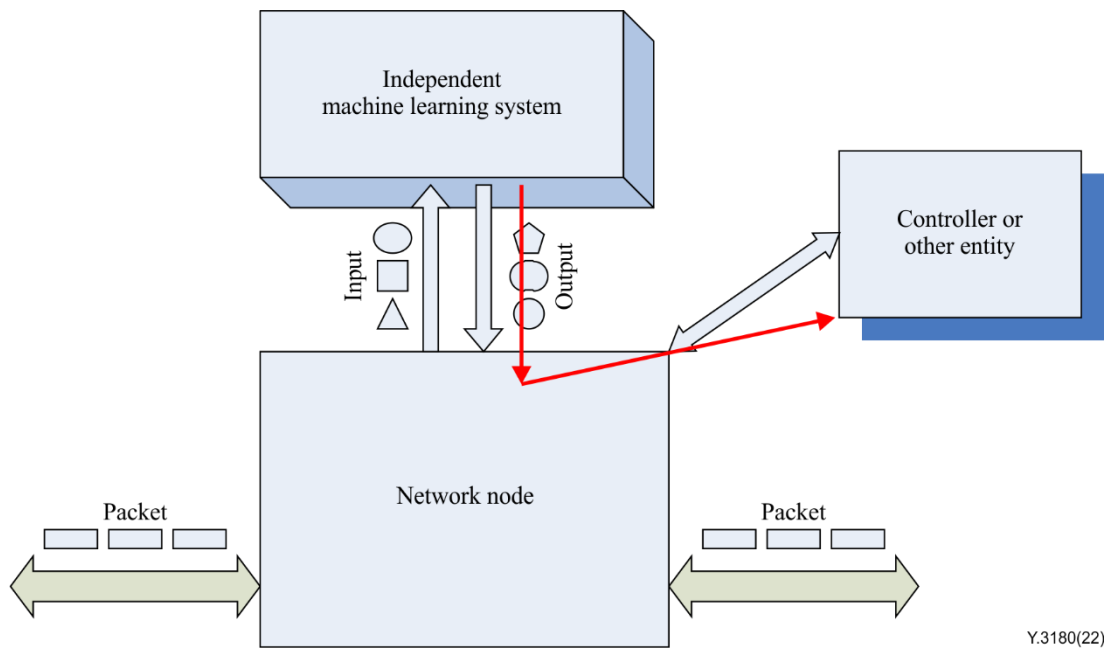 Independent
machine learning system
Controller or
other entity
Input
Output
Network node
Packet
Packet
Y.3180(22)